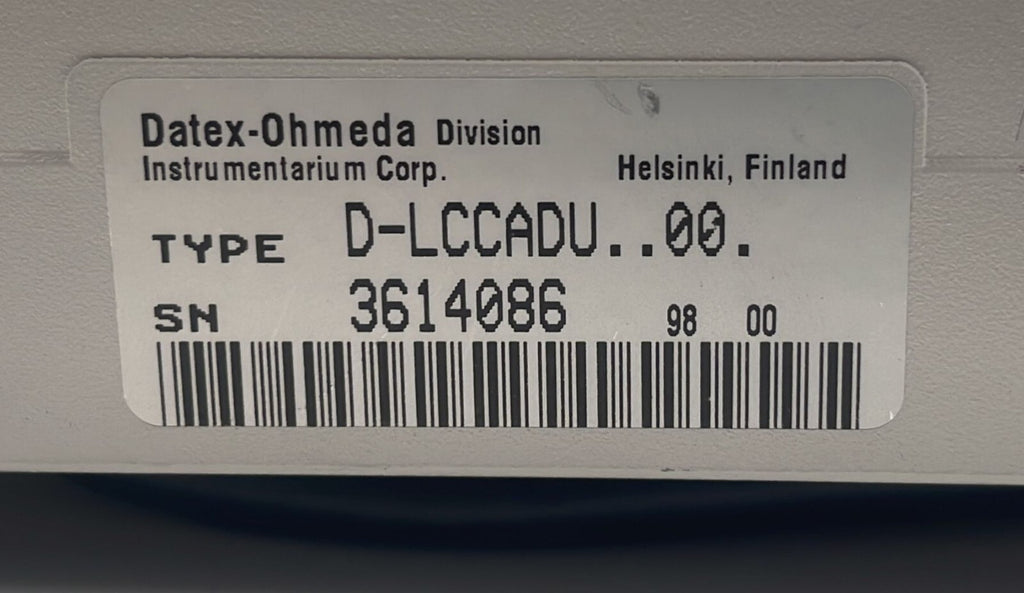 Datex-Ohmeda Division
Instrumentarium Corp. Helsinki, Finland
TYPE D-LCCADU..00.
SN 3614086 98 00